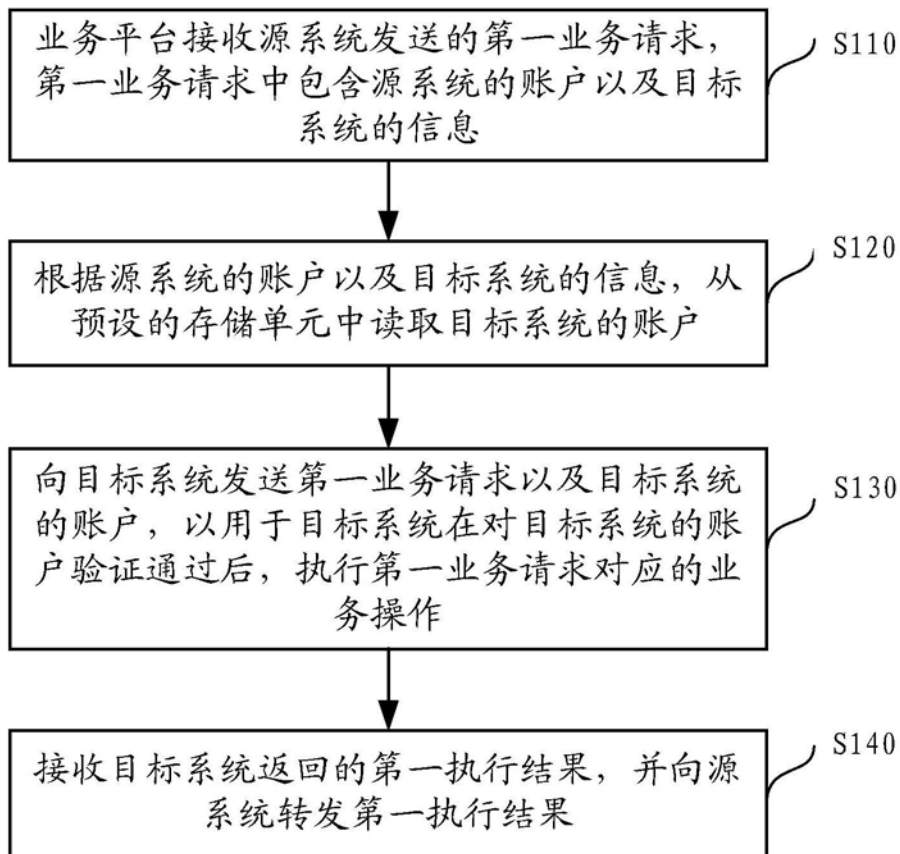 业务平台接收源系统发送的第一业务请求，
第一业务请求中包含源系统的账户以及目标
系统的信息
S110
根据源系统的账户以及目标系统的信息，从
预设的存储单元中读取目标系统的账户
S120
向目标系统发送第一业务请求以及目标系统
的账户，以用于目标系统在对目标系统的账
户验证通过后，执行第一业务请求对应的业
务操作
S130
接收目标系统返回的第一执行结果，并向源
系统转发第一执行结果
S140